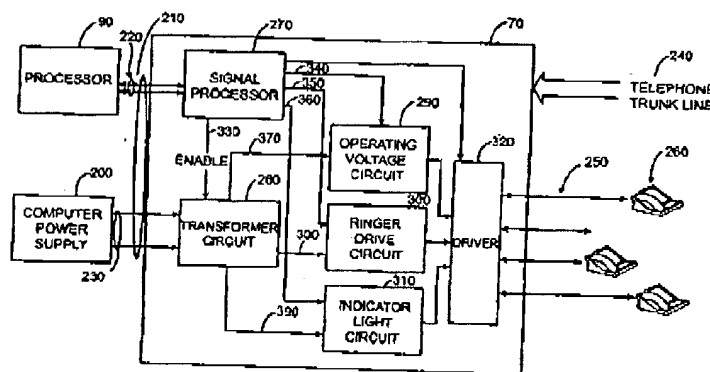 90
210
220
270
70
PROCESSOR
SIGNAL
PROCESSOR
340
350
360
240
TELEPHONE
TRUNK LINE
330
370
290
ENABLE
OPERATING
VOLTAGE
CIRCUIT
320
250
260
200
COMPUTER
POWER
SUPPLY
230
TRANSFORMER
CIRCUIT
300
300
RINGER
DRIVE
CIRCUIT
DRIVER
310
390
INDICATOR
LIGHT
CIRCUIT